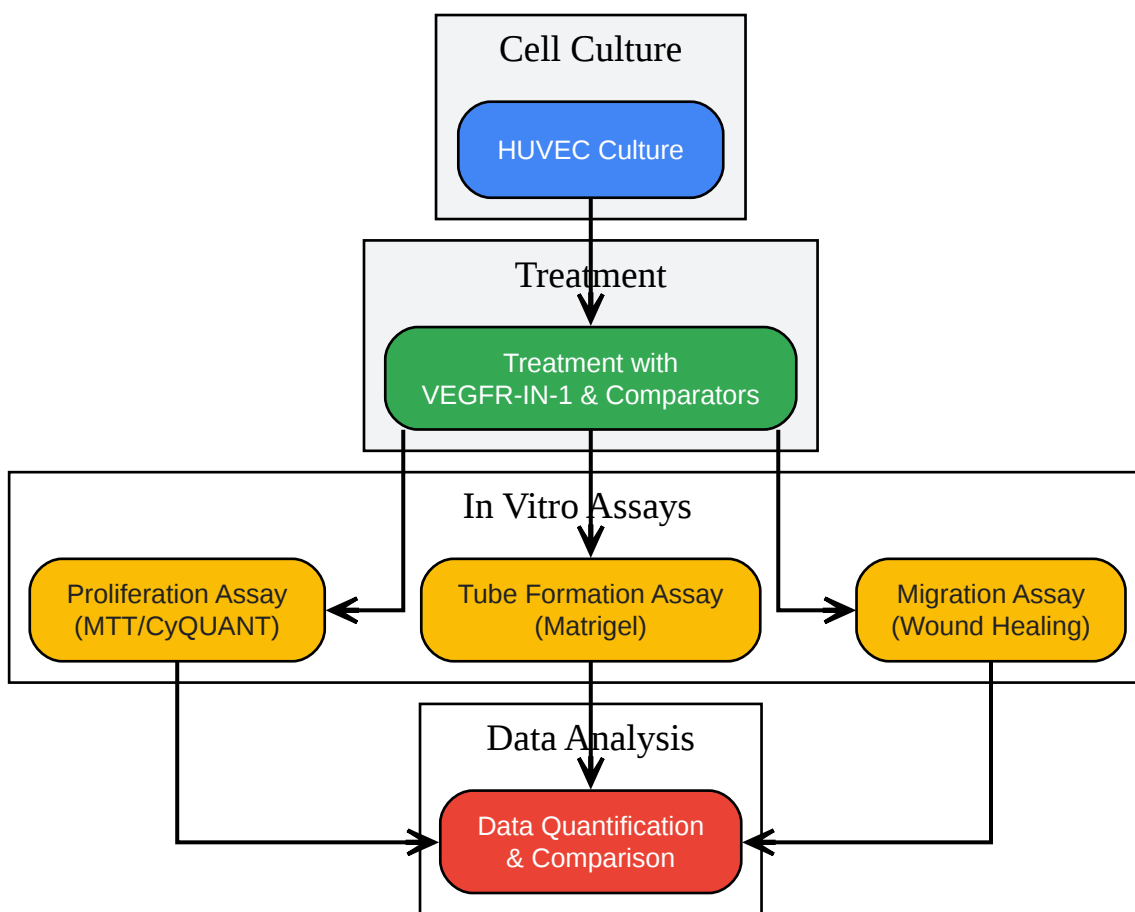 Cell Culture
HUVEC Culture
Treatment
Treatment with
VEGFR-IN-1 & Comparators
In Vitro Assays
Proliferation Assay
(MTT/CyQUANT)
Tube Formation Assay
(Matrigel)
Migration Assay
(Wound Healing)
Data Analysis
Data Quantification
& Comparison